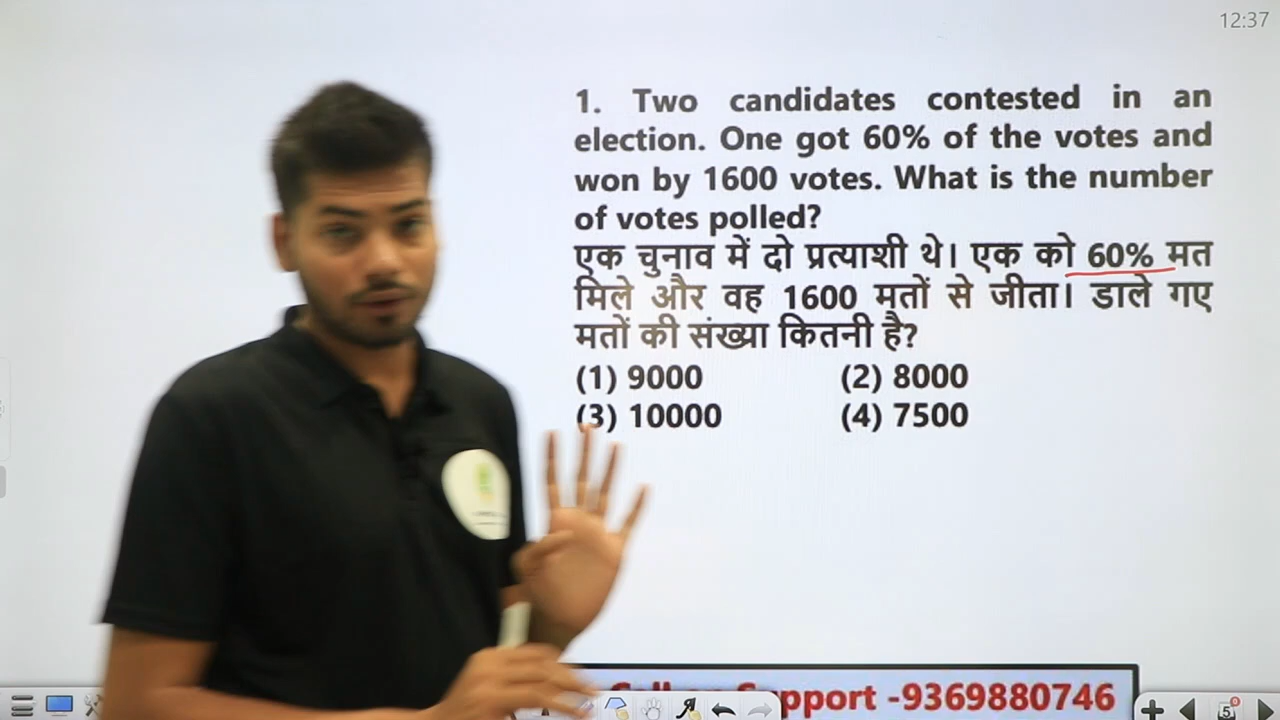 12:37
1. Two candidates contested in an
election. One got 60% of the votes and
won by 1600 votes. What is the number
of votes polled?
एक चुनाव में दो प्रत्याशी थे। एक को 60% मत
मिले और वह 1600 मतों से जीता। डाले गए
मतों की संख्या कितनी है?
(1) 9000 (2) 8000
(3) 10000 (4) 7500
Support -9369880746
5